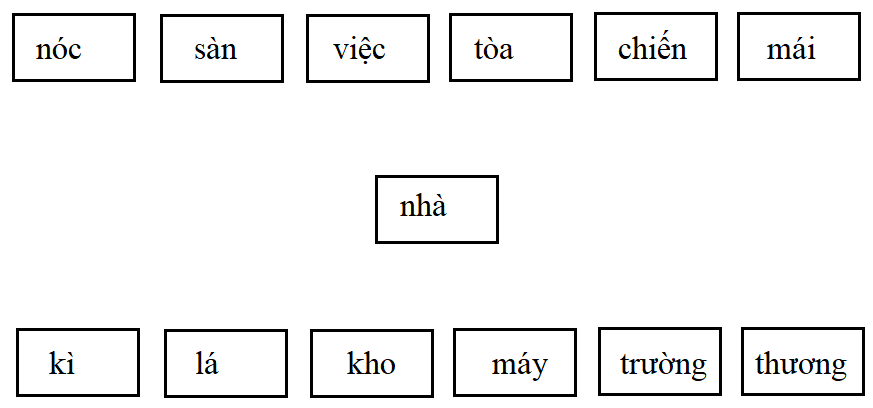 nóc sàn việc tòa chiến mái
nhà
kì lá kho máy trường thương